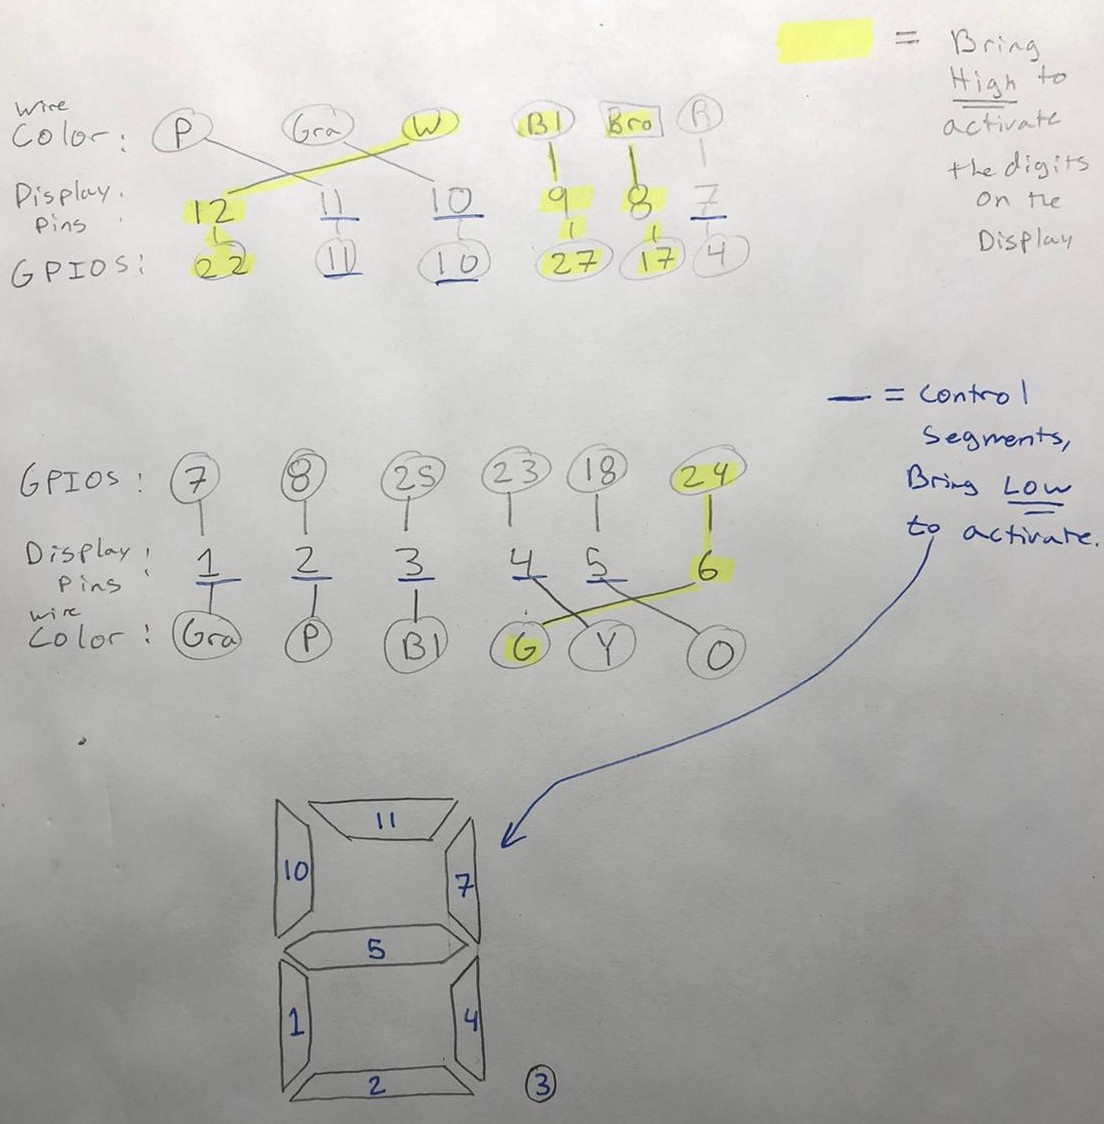 = Bring
High to
activate
the digits
on the
Display
wire
Color: P Gra W Bl Bro R
Display
Pins: 12 11 10 9 8 7
GPIOS: 22 11 10 27 17 4
— = Control
Segments,
Bring Low
to activate.
GPIOS: 7 8 25 23 18 24
Display
Pins: 1 2 3 4 5 6
wire
Color: Gra P Bl G Y O
11
10
7
5
1
4
2
3